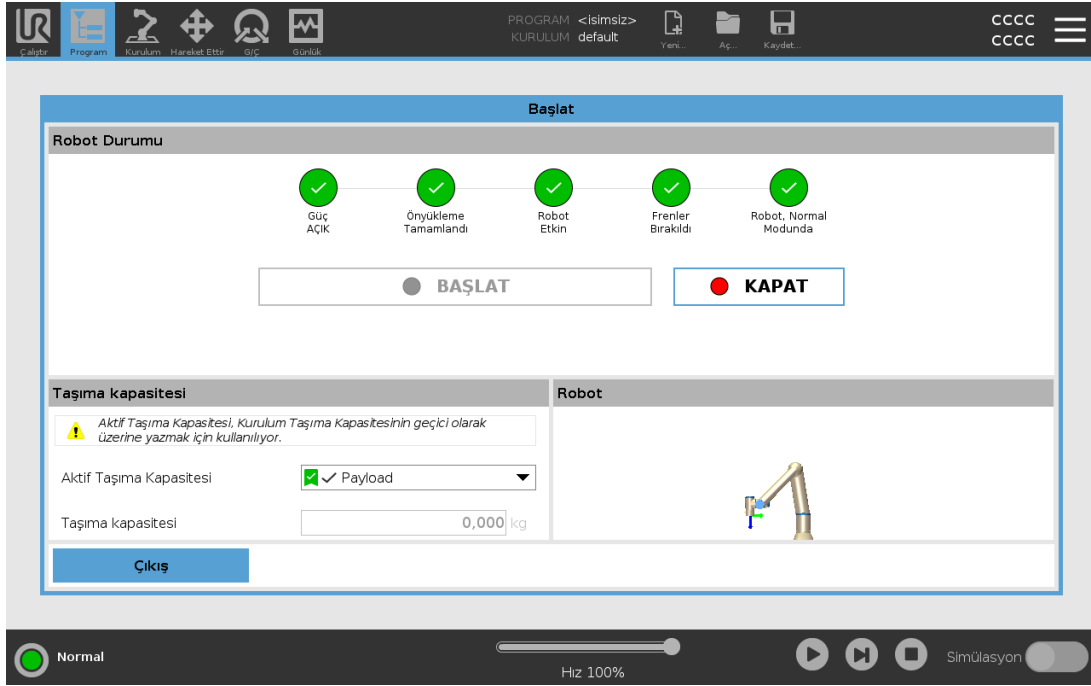 UR
PROGRAM <isimsiz>
KURULUM default
cccc
cccc
Çalıştır Program Kurulum Hareket Ettir G/Ç Günlük Yeni... Aç... Kaydet...
Başlat
Robot Durumu
Güç
AÇIK
Önyükleme
Tamamlandı
Robot
Etkin
Frenler
Bırakıldı
Robot, Normal
Modunda
BAŞLAT
KAPAT
Taşıma kapasitesi
Robot
Aktif Taşıma Kapasitesi, Kurulum Taşıma Kapasitesinin geçici olarak
üzerine yazmak için kullanılıyor.
Aktif Taşıma Kapasitesi Payload
Taşıma kapasitesi 0,000 kg
Çıkış
Normal
Hız 100%
Simülasyon